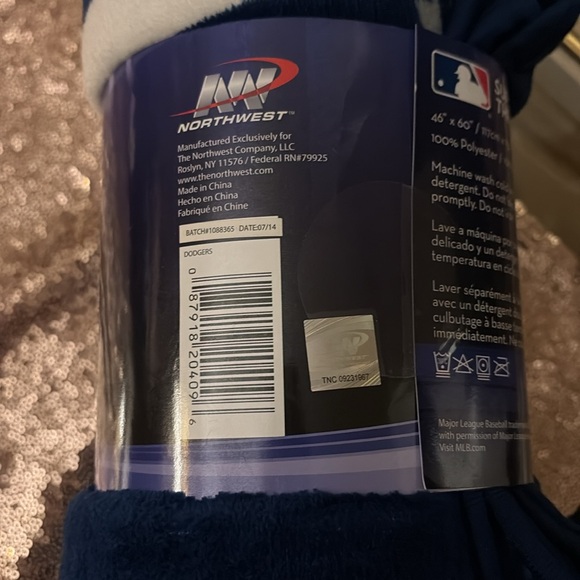 NORTHWEST™
Manufactured Exclusively for
The Northwest Company, LLC
Roslyn, NY 11576 / Federal RN#79925
www.thenorthwest.com
Made in China
Hecho en China
Fabriqué en Chine
BATCH#1088365 DATE:07/14
DODGERS
0 87918 20409 6
TNC 09231967
46" x 60" /
100% Polyester /
Machine wash
detergent. Do
promptly. Do not
Lave a máquina
delicado y un
temperatura en
Laver séparément
avec un détergent
culbutage à basse
immédiatement.
Major League Baseball
with permission of Major
Visit MLB.com